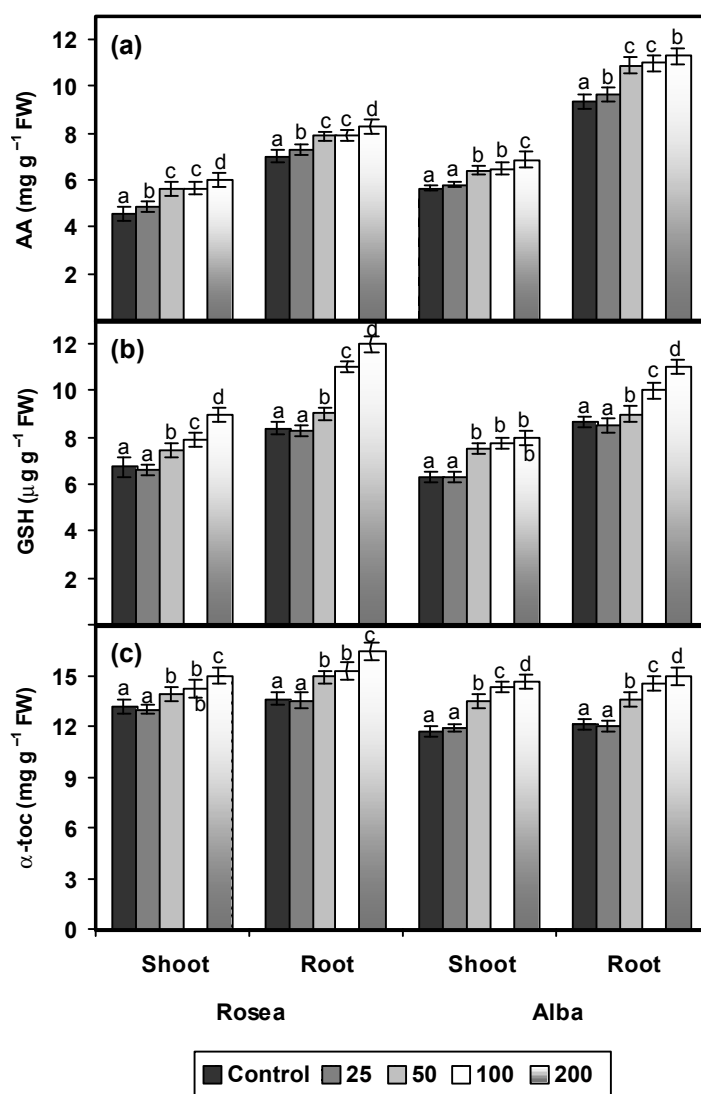 (a)
AA (mg g⁻¹ FW)
12
10
8
6
4
2
a b c c d
a b c c d
a a b b c
a b c c b
(b)
GSH (μg g⁻¹ FW)
12
10
8
6
4
2
a a b c d
a a b c d
a a b b b b
a a b c d
(c)
α-toc (mg g⁻¹ FW)
15
12
9
6
3
0
a a b b b c
a a b b c
a a b c d
a a b c d
Shoot Root Shoot Root
Rosea Alba
Control 25 50 100 200